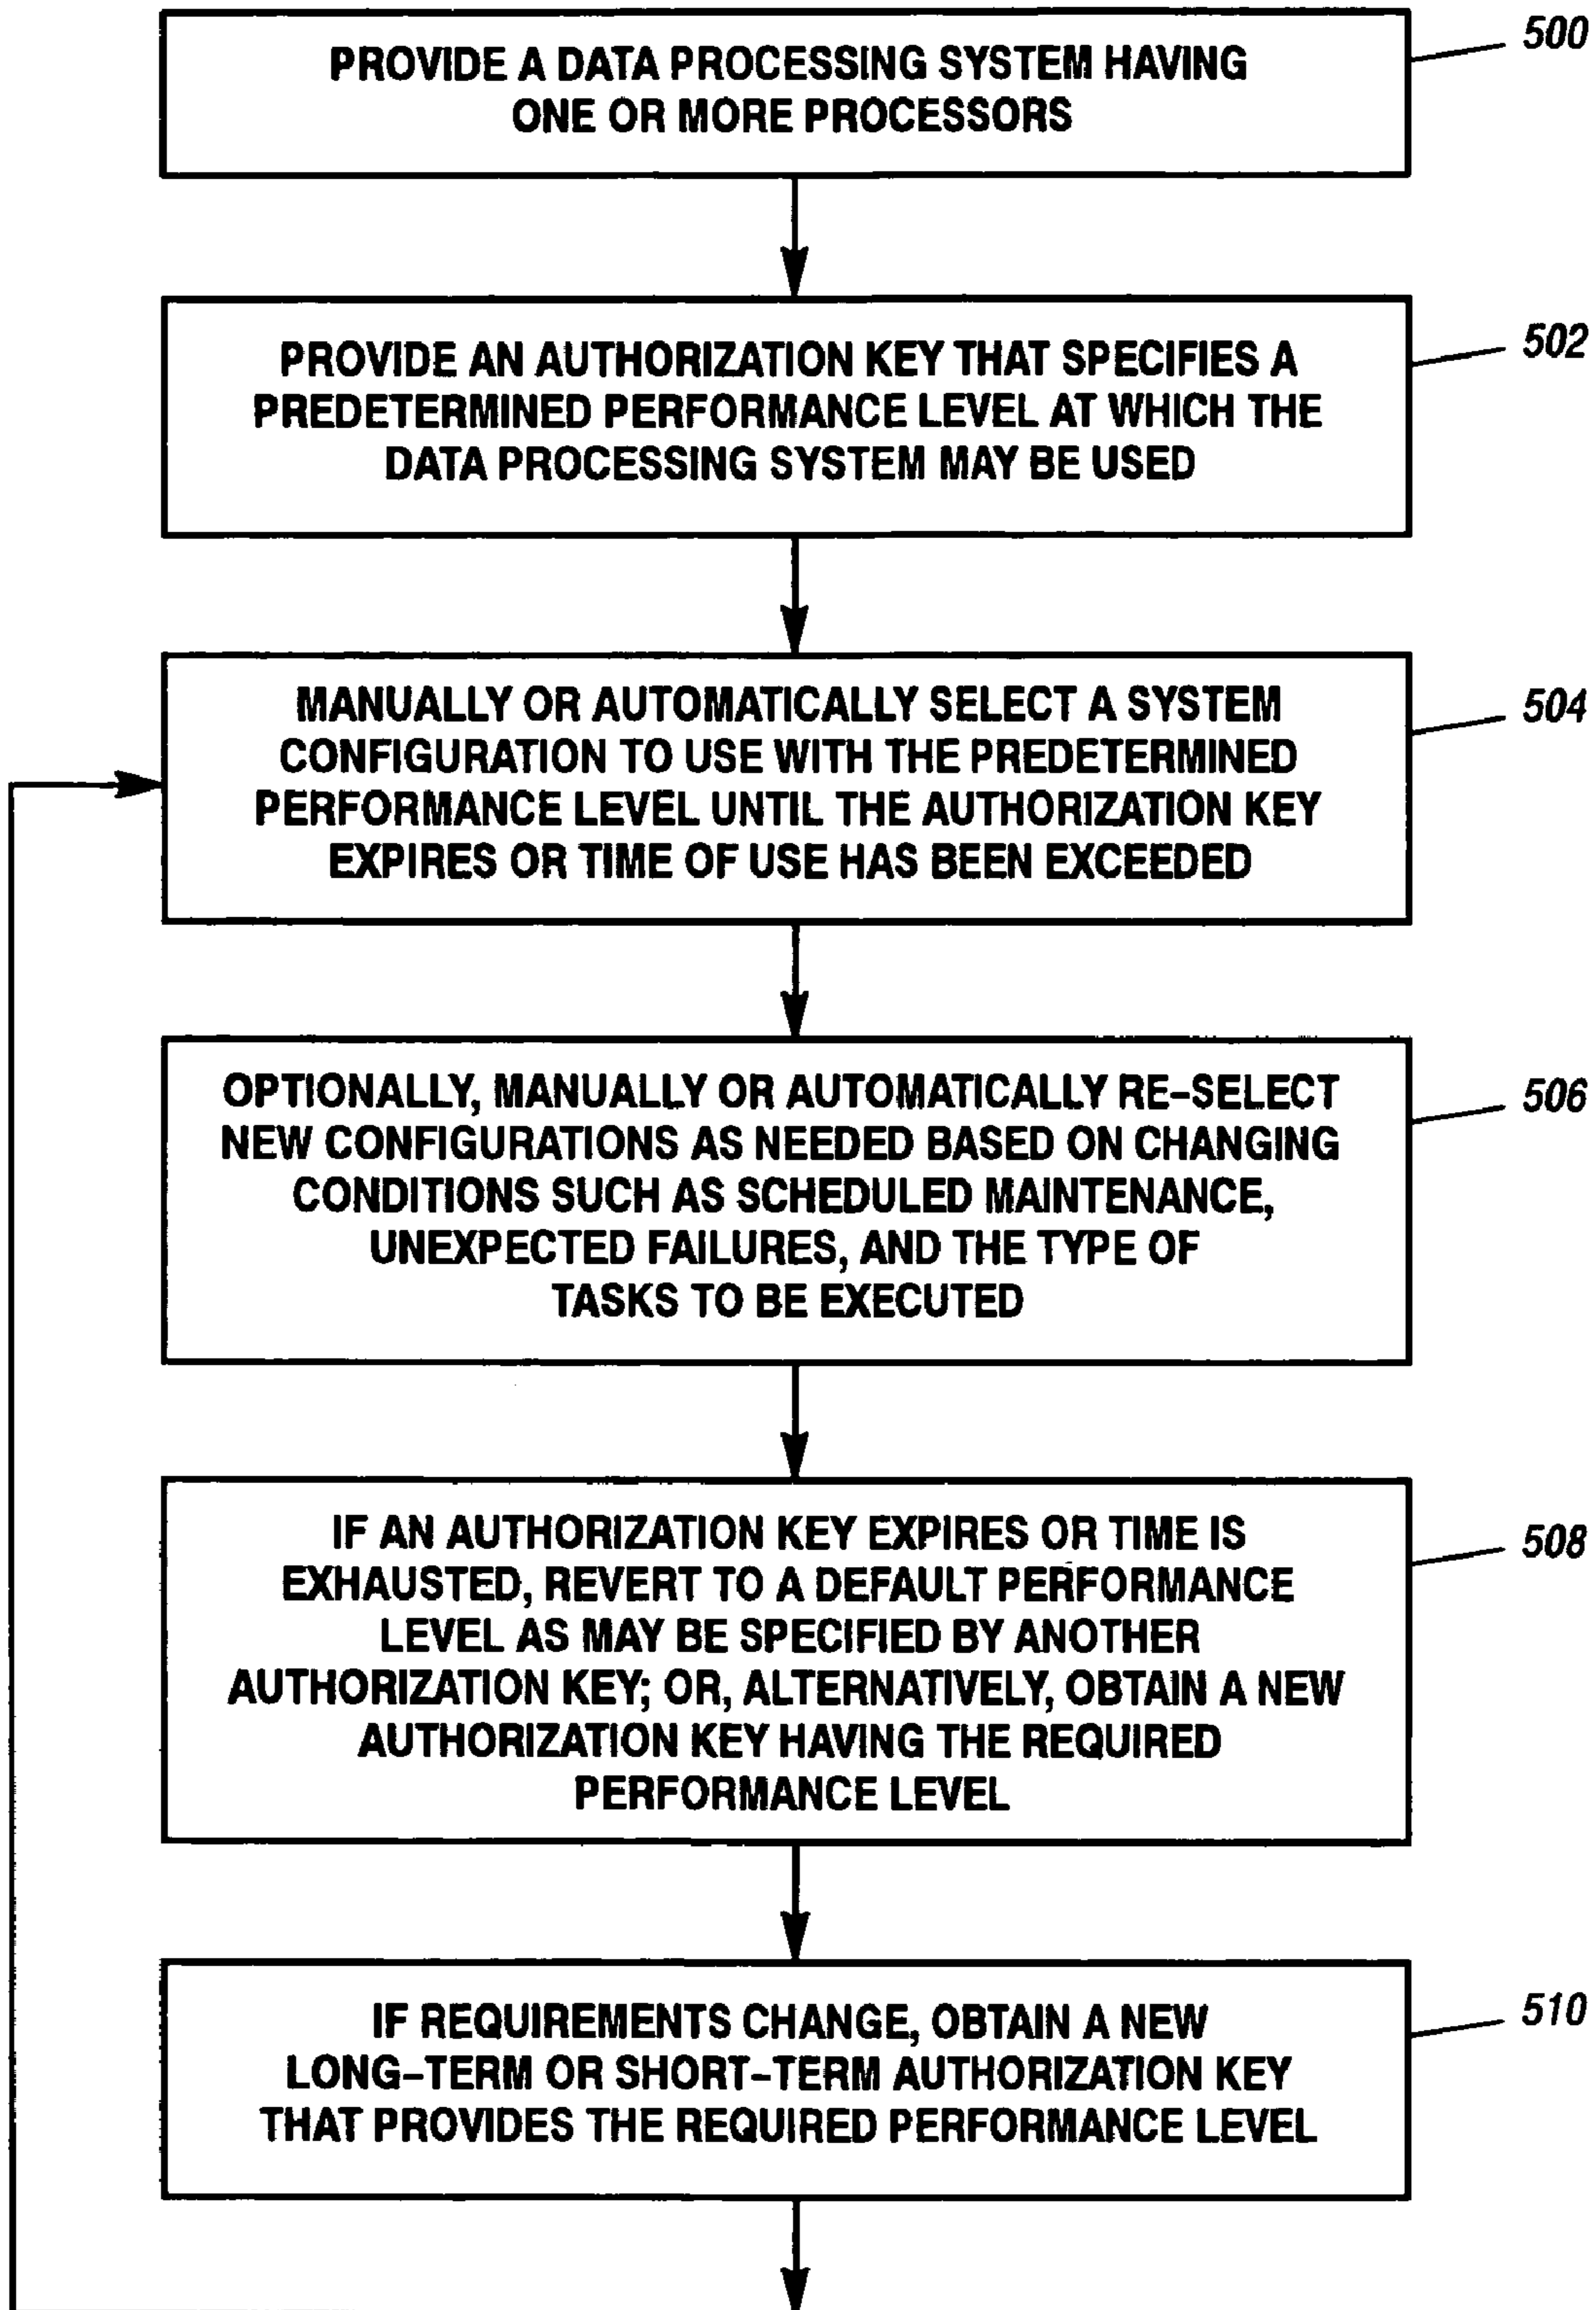 500
PROVIDE A DATA PROCESSING SYSTEM HAVING
ONE OR MORE PROCESSORS
502
PROVIDE AN AUTHORIZATION KEY THAT SPECIFIES A
PREDETERMINED PERFORMANCE LEVEL AT WHICH THE
DATA PROCESSING SYSTEM MAY BE USED
504
MANUALLY OR AUTOMATICALLY SELECT A SYSTEM
CONFIGURATION TO USE WITH THE PREDETERMINED
PERFORMANCE LEVEL UNTIL THE AUTHORIZATION KEY
EXPIRES OR TIME OF USE HAS BEEN EXCEEDED
506
OPTIONALLY, MANUALLY OR AUTOMATICALLY RE-SELECT
NEW CONFIGURATIONS AS NEEDED BASED ON CHANGING
CONDITIONS SUCH AS SCHEDULED MAINTENANCE,
UNEXPECTED FAILURES, AND THE TYPE OF
TASKS TO BE EXECUTED
508
IF AN AUTHORIZATION KEY EXPIRES OR TIME IS
EXHAUSTED, REVERT TO A DEFAULT PERFORMANCE
LEVEL AS MAY BE SPECIFIED BY ANOTHER
AUTHORIZATION KEY; OR, ALTERNATIVELY, OBTAIN A NEW
AUTHORIZATION KEY HAVING THE REQUIRED
PERFORMANCE LEVEL
510
IF REQUIREMENTS CHANGE, OBTAIN A NEW
LONG-TERM OR SHORT-TERM AUTHORIZATION KEY
THAT PROVIDES THE REQUIRED PERFORMANCE LEVEL